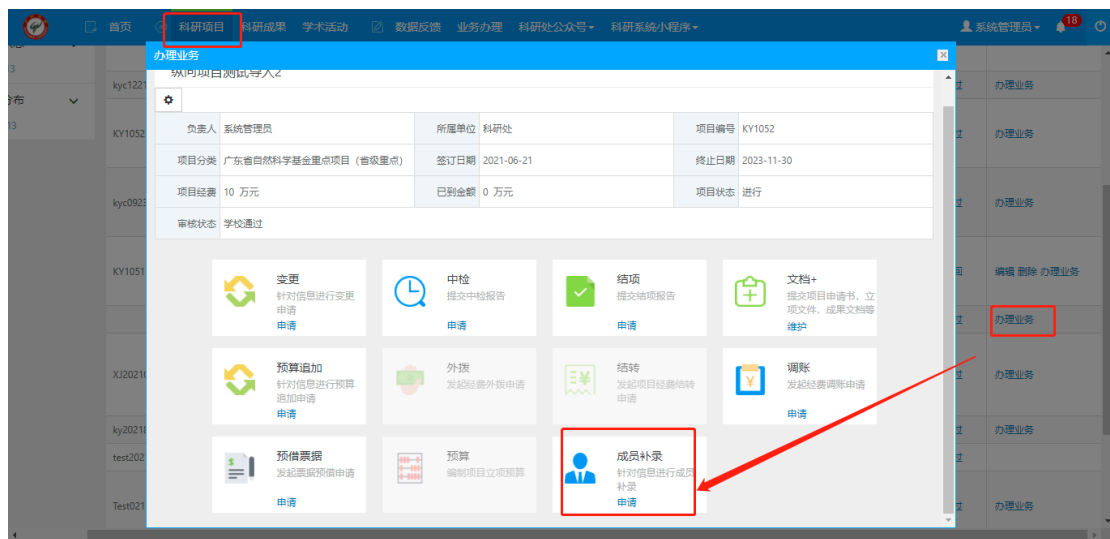 首页 科研项目 科研成果 学术活动 数据反馈 业务办理 科研处公众号 科研系统小程序 系统管理员 18
办理业务
纵向项目测试导入2
13
分布
13
kyc1221
KY1052
kyc0923
KY1051
XJ20210
ky20218
test202
Test021
负责人 系统管理员 所属单位 科研处 项目编号 KY1052
项目分类 广东省自然科学基金重点项目（省级重点） 签订日期 2021-06-21 终止日期 2023-11-30
项目经费 10 万元 已到金额 0 万元 项目状态 进行
审核状态 学校通过
变更
针对信息进行变更
申请
申请
中检
提交中检报告
申请
结项
提交结项报告
申请
文档+
提交项目申请书、立
项文件、成果文档等
维护
预算追加
针对信息进行预算
追加申请
申请
外拨
发起经费外拨申请
结转
发起项目经费结转
申请
调账
发起经费调账申请
申请
预借票据
发起票据预借申请
申请
预算
编制项目立项预算
成员补录
针对信息进行成员
补录
申请
过 办理业务
过 办理业务
过 办理业务
回 编辑 删除 办理业务
过 办理业务
过 办理业务
过 办理业务
过
过 办理业务